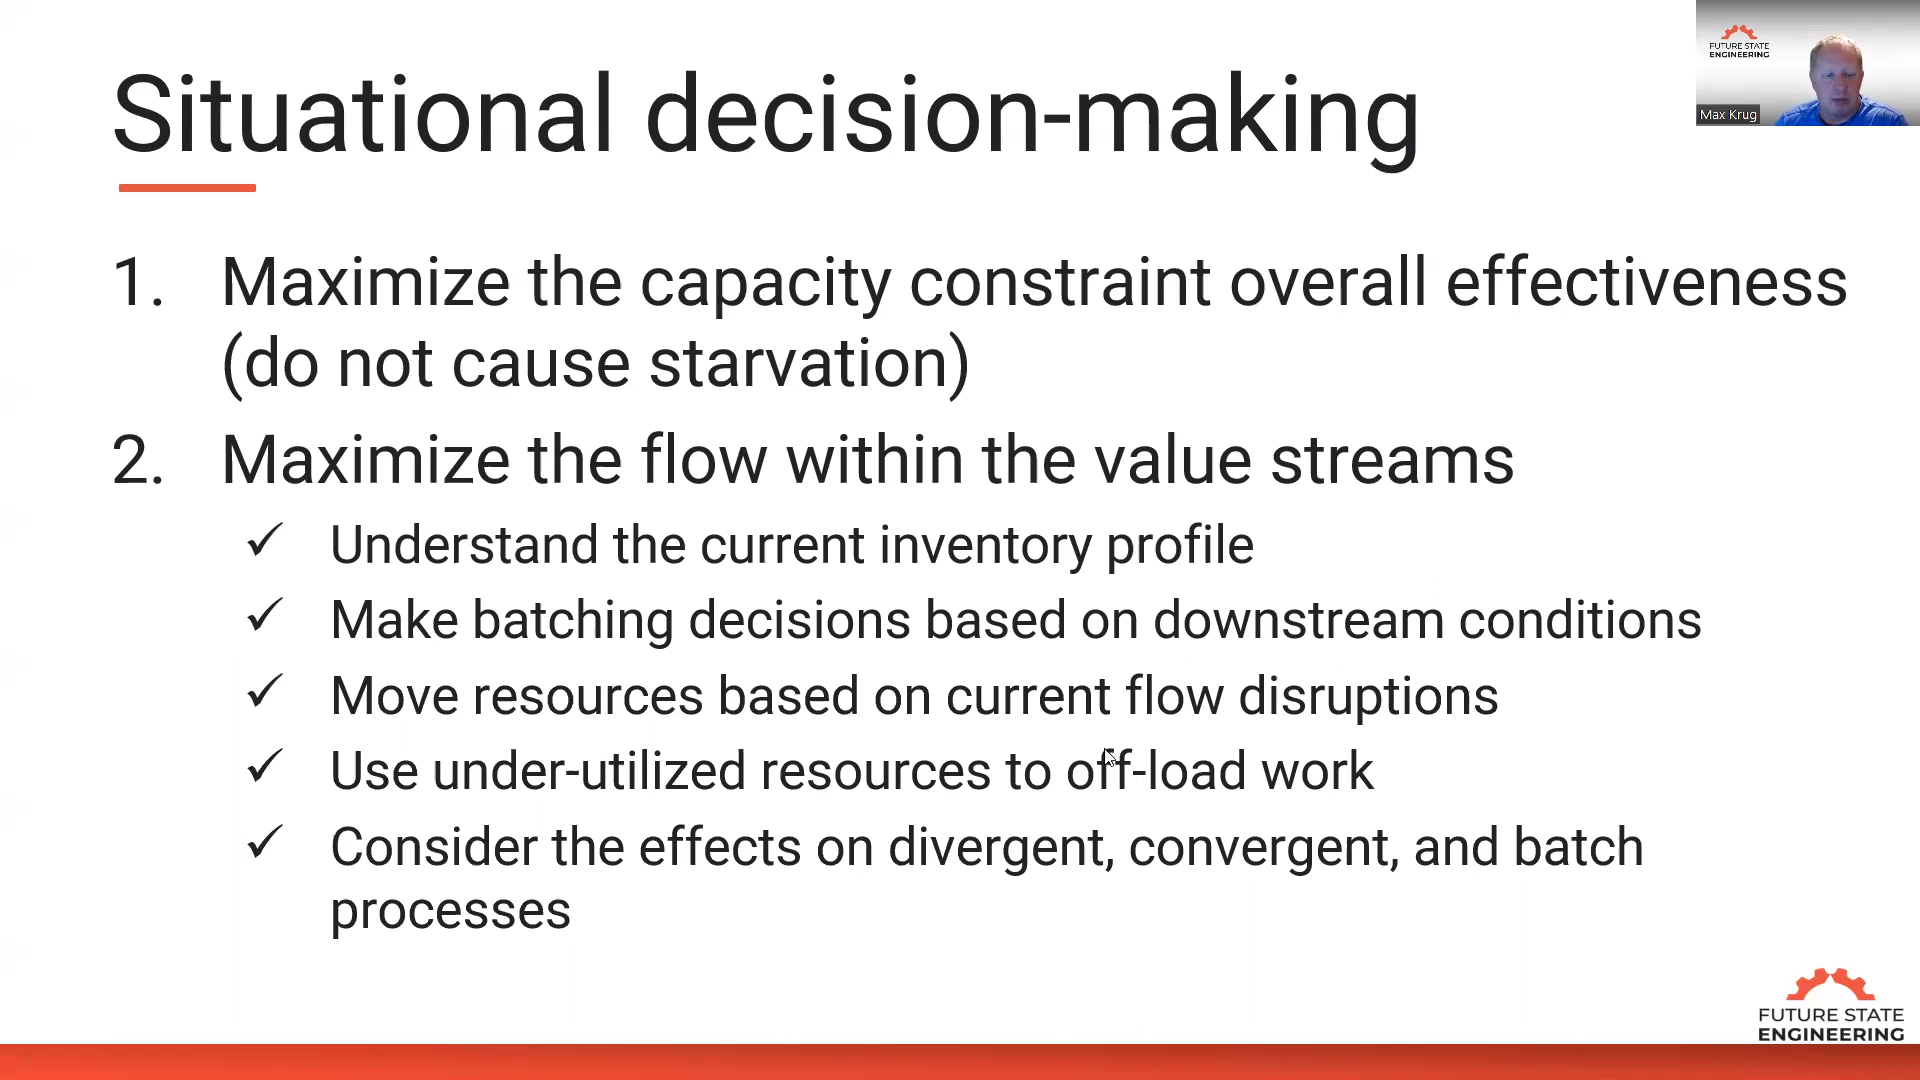 Situational decision-making
FUTURE STATE
ENGINEERING
Max Krug
1. Maximize the capacity constraint overall effectiveness
(do not cause starvation)
2. Maximize the flow within the value streams
✓ Understand the current inventory profile
✓ Make batching decisions based on downstream conditions
✓ Move resources based on current flow disruptions
✓ Use under-utilized resources to off-load work
✓ Consider the effects on divergent, convergent, and batch
processes
FUTURE STATE
ENGINEERING